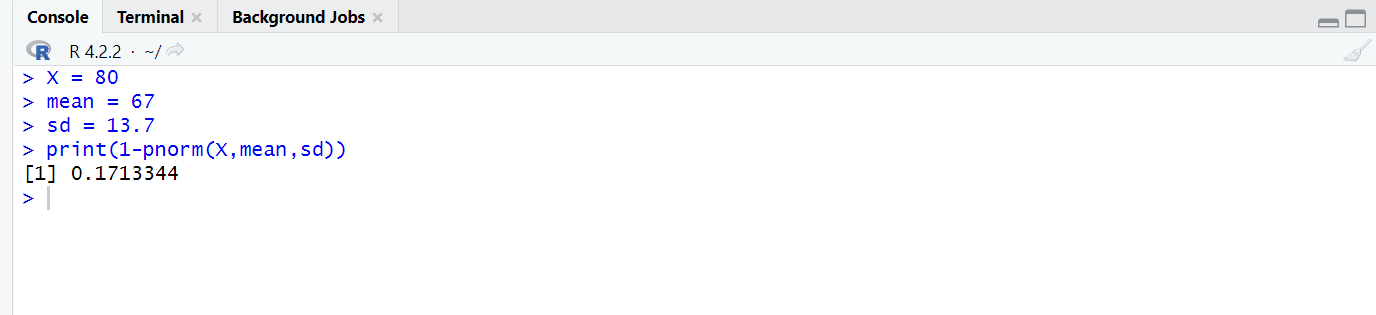 Console Terminal Background Jobs
R R 4.2.2 · ~/
> X = 80
> mean = 67
> sd = 13.7
> print(1-pnorm(X,mean,sd))
[1] 0.1713344
>